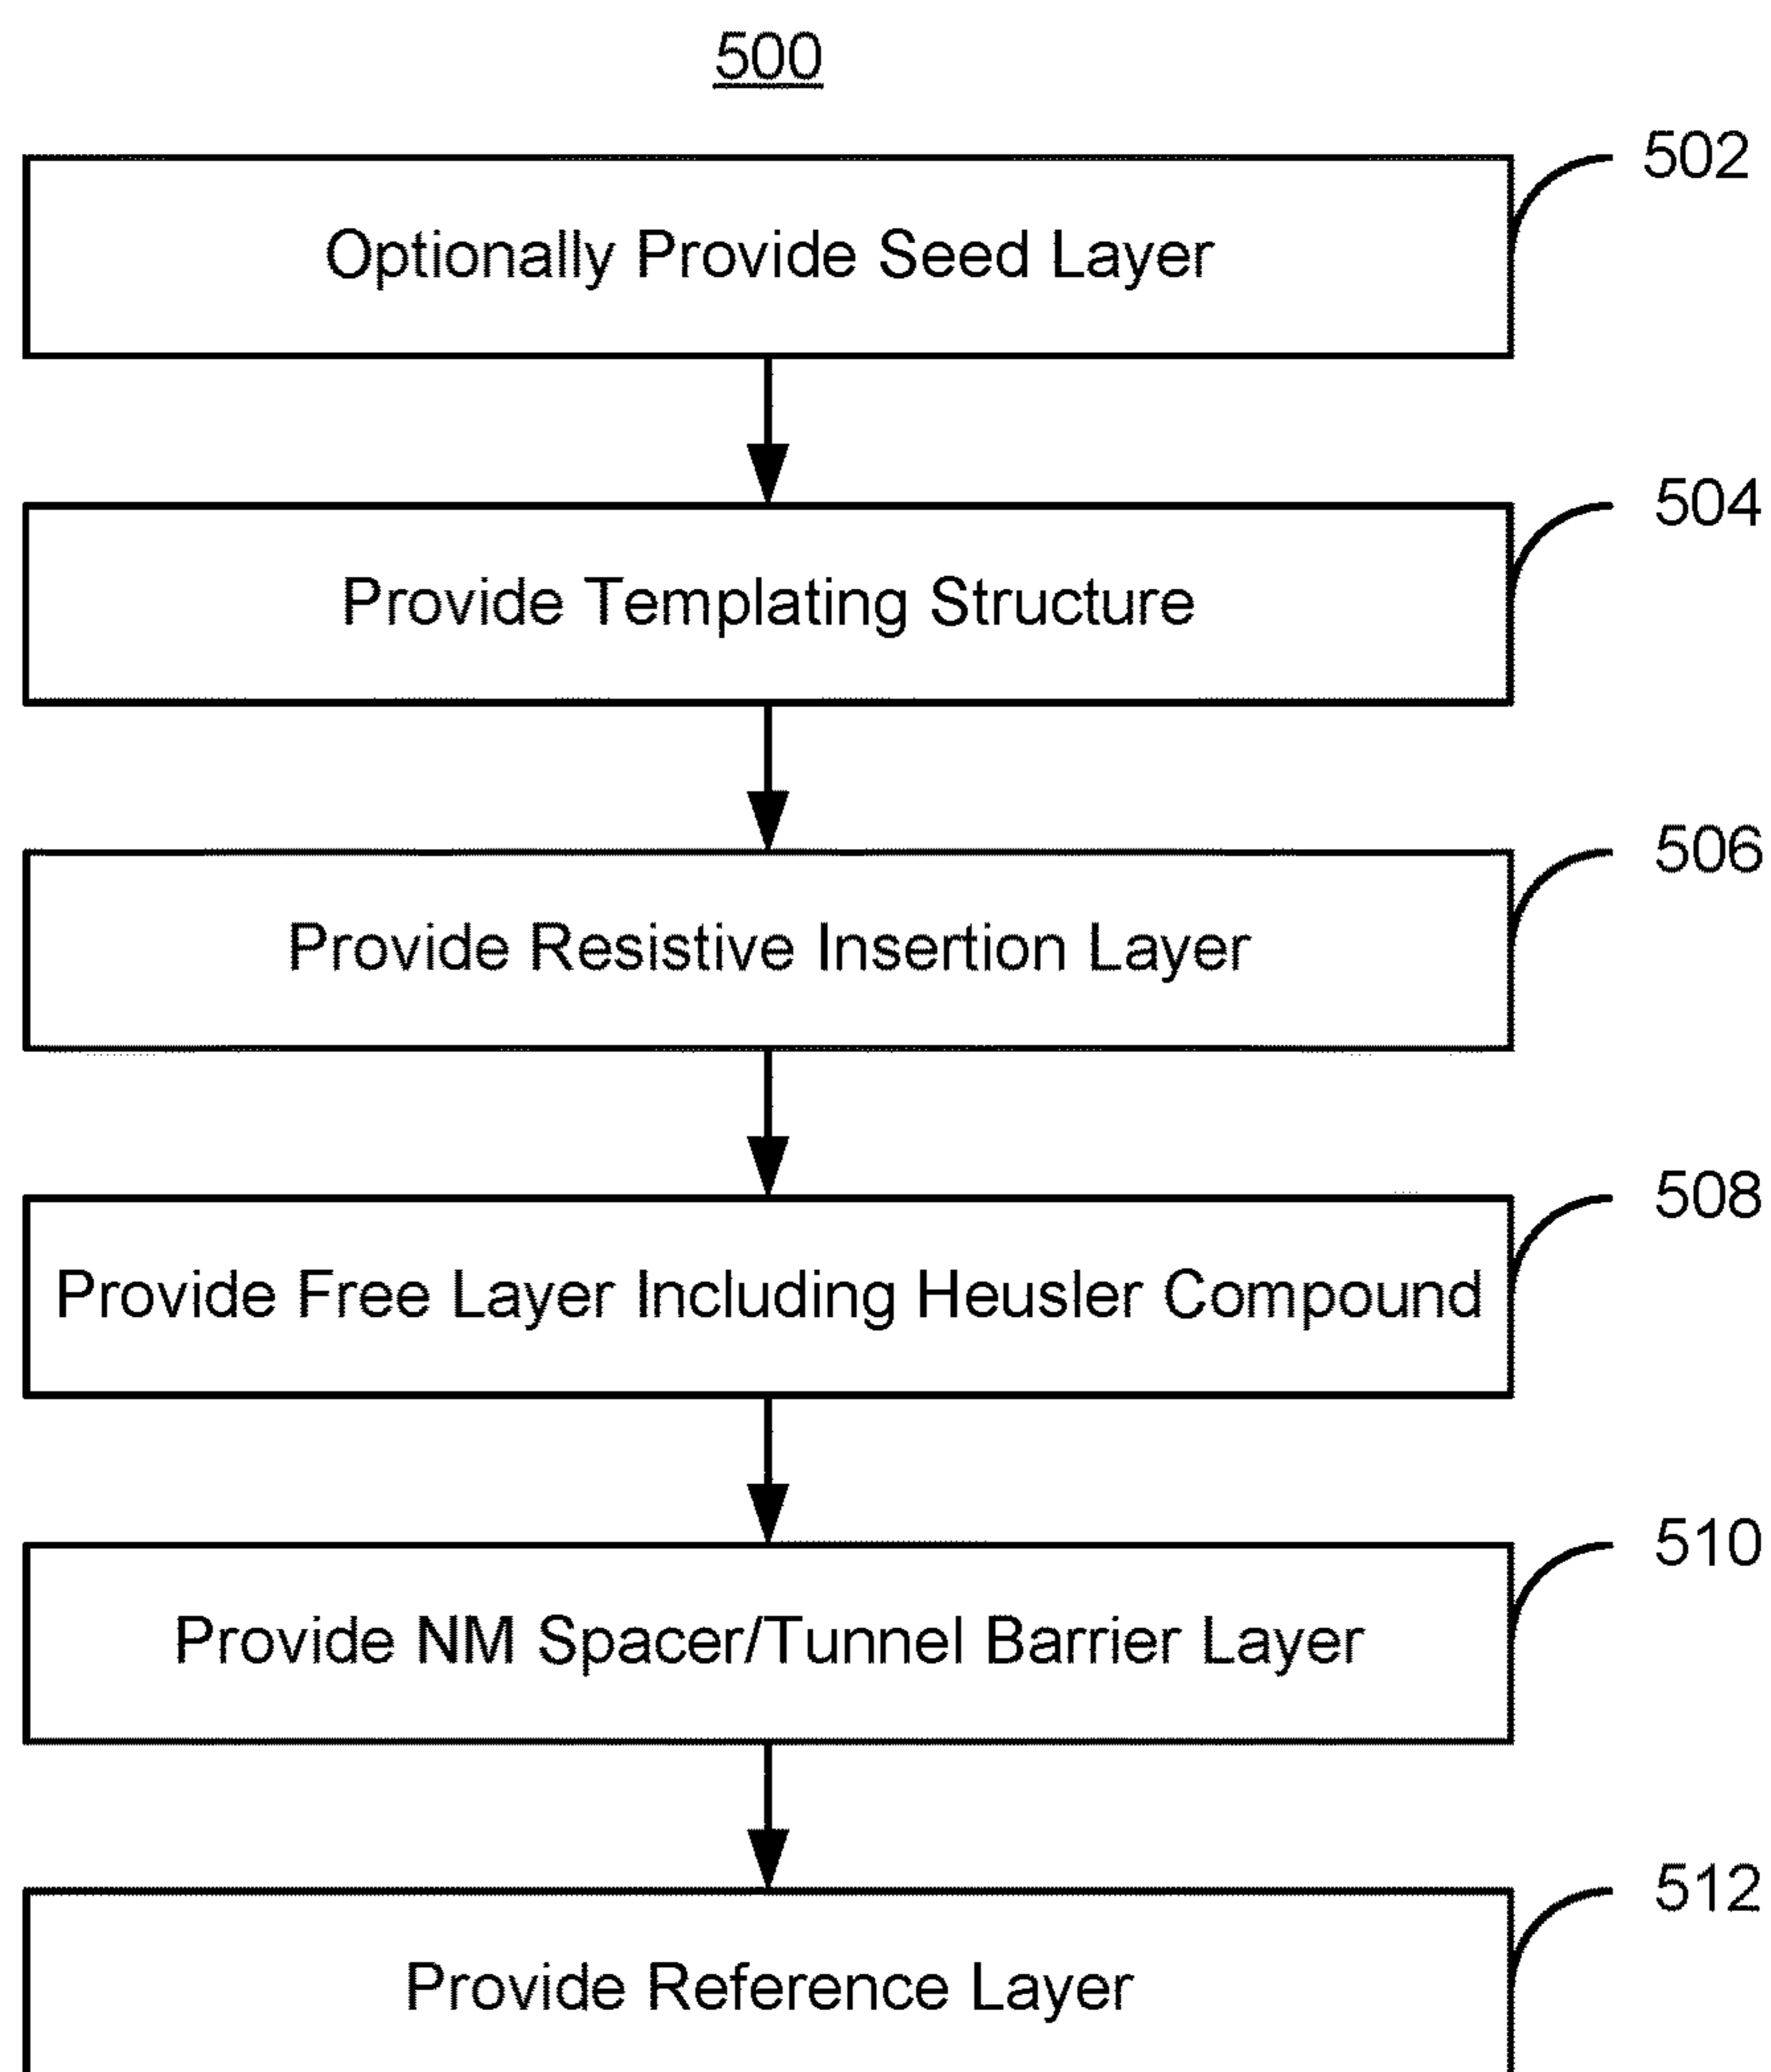 500
502
Optionally Provide Seed Layer
504
Provide Templating Structure
506
Provide Resistive Insertion Layer
508
Provide Free Layer Including Heusler Compound
510
Provide NM Spacer/Tunnel Barrier Layer
512
Provide Reference Layer